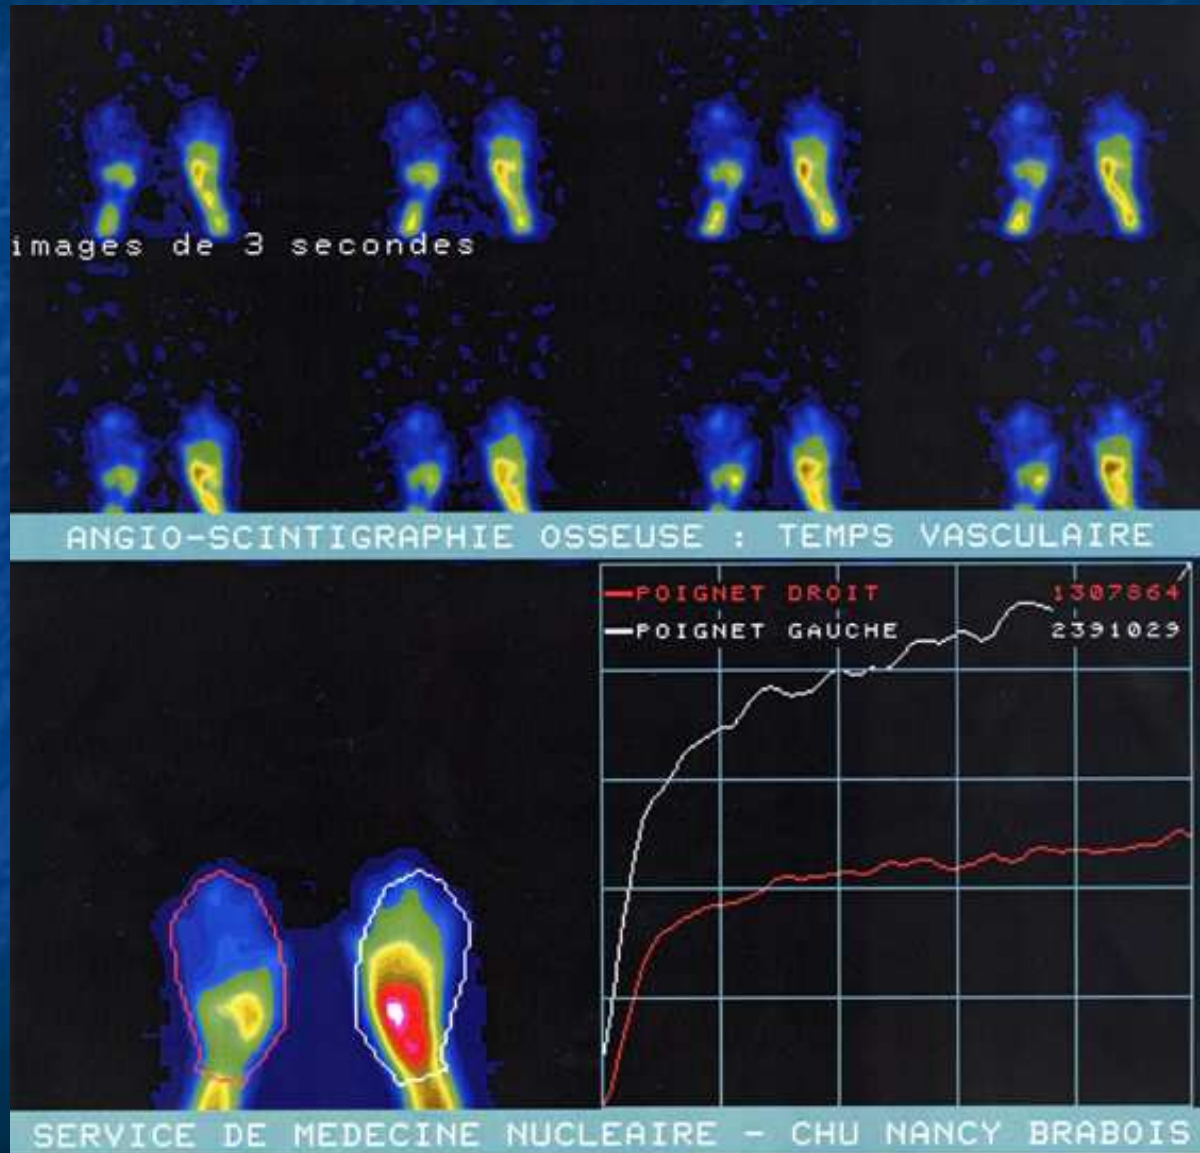 images de 3 secondes
ANGIO-SCINTIGRAPHIE OSSEUSE : TEMPS VASCULAIRE
POIGNET DROIT 1307864
POIGNET GAUCHE 2391029
SERVICE DE MEDECINE NUCLEAIRE - CHU NANCY BRABOIS